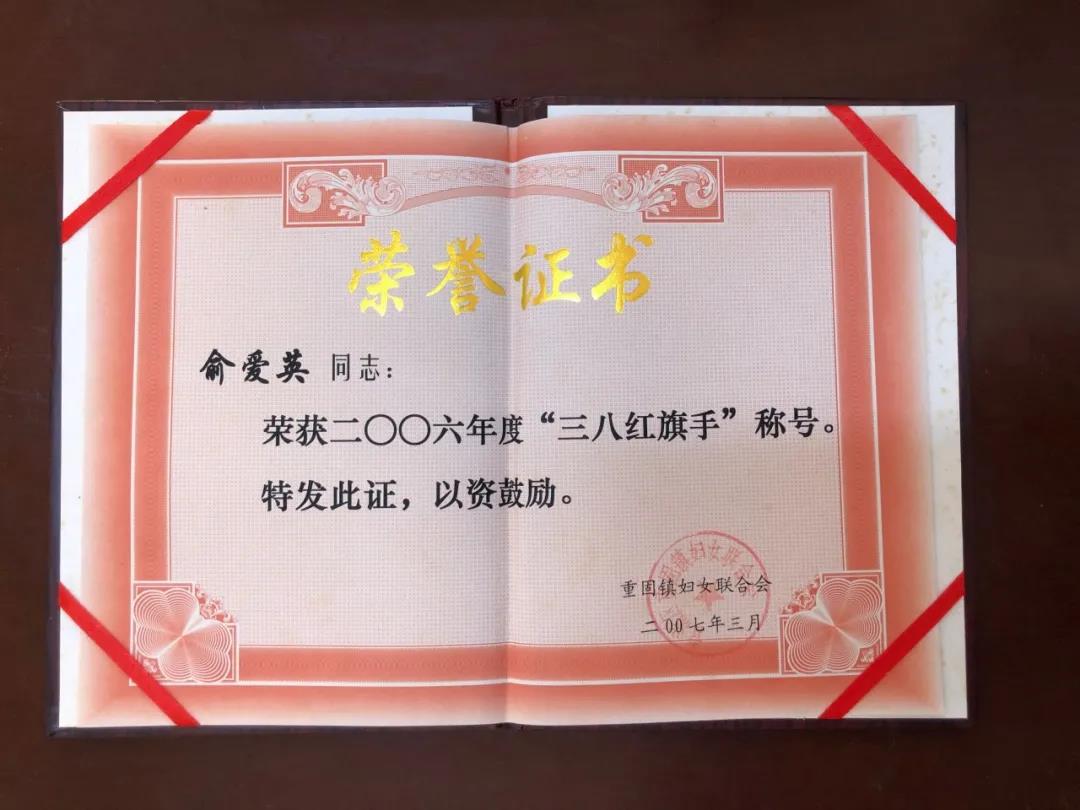 荣誉证书
俞爱英 同志：
荣获二〇〇六年度“三八红旗手”称号。
特发此证，以资鼓励。
重固镇妇女联合会
二00七年三月